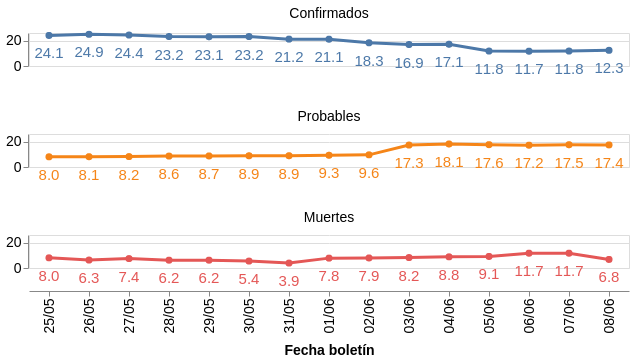 Confirmados
20
0
24.1 24.9 24.4 23.2 23.1 23.2 21.2 21.1 18.3 16.9 17.1 11.8 11.7 11.8 12.3
Probables
20
0
8.0 8.1 8.2 8.6 8.7 8.9 8.9 9.3 9.6 17.3 18.1 17.6 17.2 17.5 17.4
Muertes
20
0
8.0 6.3 7.4 6.2 6.2 5.4 3.9 7.8 7.9 8.2 8.8 9.1 11.7 11.7 6.8
25/05 26/05 27/05 28/05 29/05 30/05 31/05 01/06 02/06 03/06 04/06 05/06 06/06 07/06 08/06
Fecha boletín